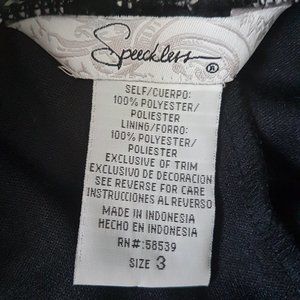 Speechless®
SELF/CUERPO:
100% POLYESTER/
POLIESTER
LINING/FORRO:
100% POLYESTER/
POLIESTER
EXCLUSIVE OF TRIM
EXCLUSIVO DE DECORACION
SEE REVERSE FOR CARE
INSTRUCCIONES AL REVERSO
MADE IN INDONESIA
HECHO EN INDONESIA
RN#:58539
SIZE 3